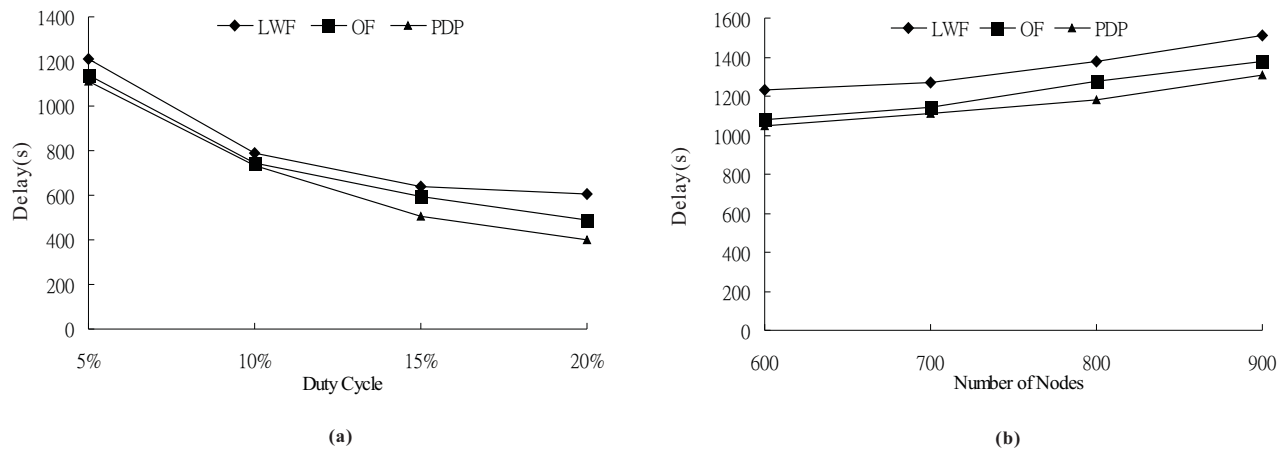 LWF OF PDP
1400
1200
1000
800
600
400
200
0
Delay(s)
5% 10% 15% 20%
Duty Cycle
(a)
LWF OF PDP
1600
1400
1200
1000
800
600
400
200
0
Delay(s)
600 700 800 900
Number of Nodes
(b)